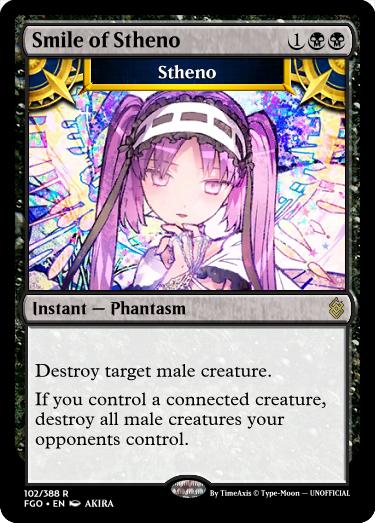 Smile of Stheno 1
Stheno
Instant — Phantasm
Destroy target male creature.
If you control a connected creature,
destroy all male creatures your
opponents control.
102/388 R
FGO • EN AKIRA
By TimeAxis © Type-Moon — UNOFFICIAL